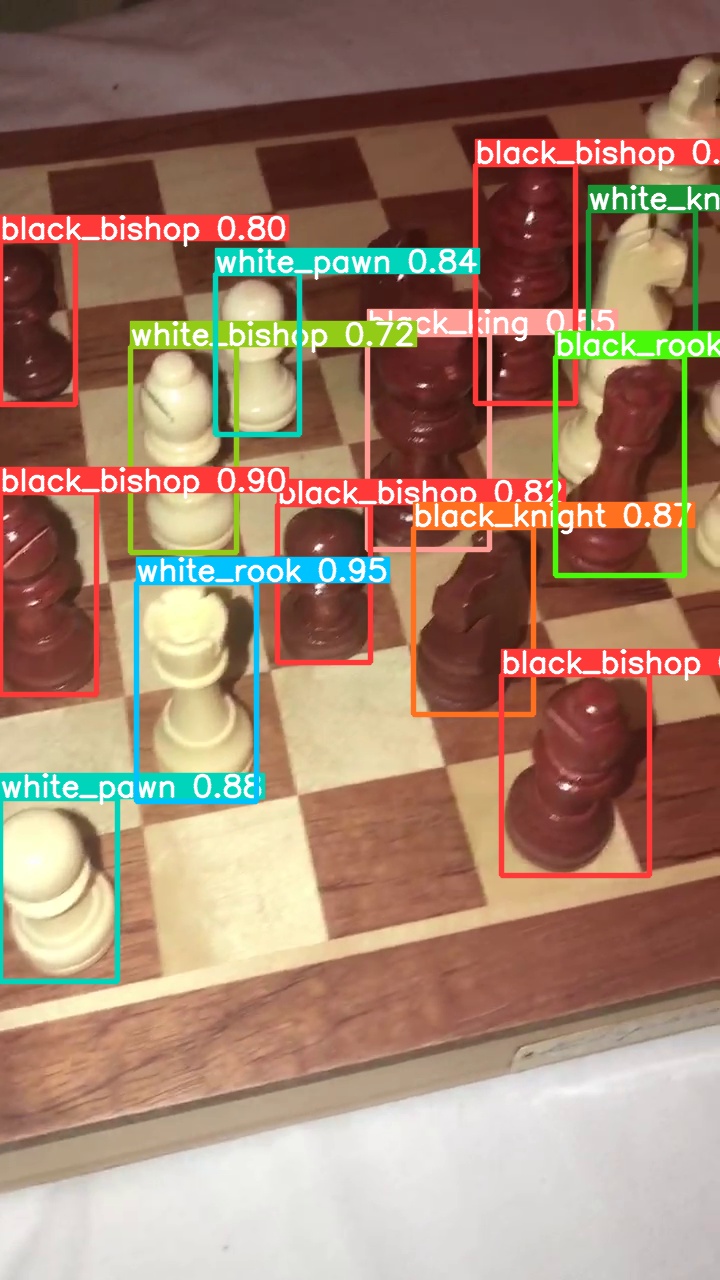 black_bishop 0.
white_kn
black_bishop 0.80
white_pawn 0.84
black_king 0.55
white_bishop 0.72
black_rook
black_bishop 0.90
black_bishop 0.82
black_knight 0.87
white_rook 0.95
black_bishop
white_pawn 0.88